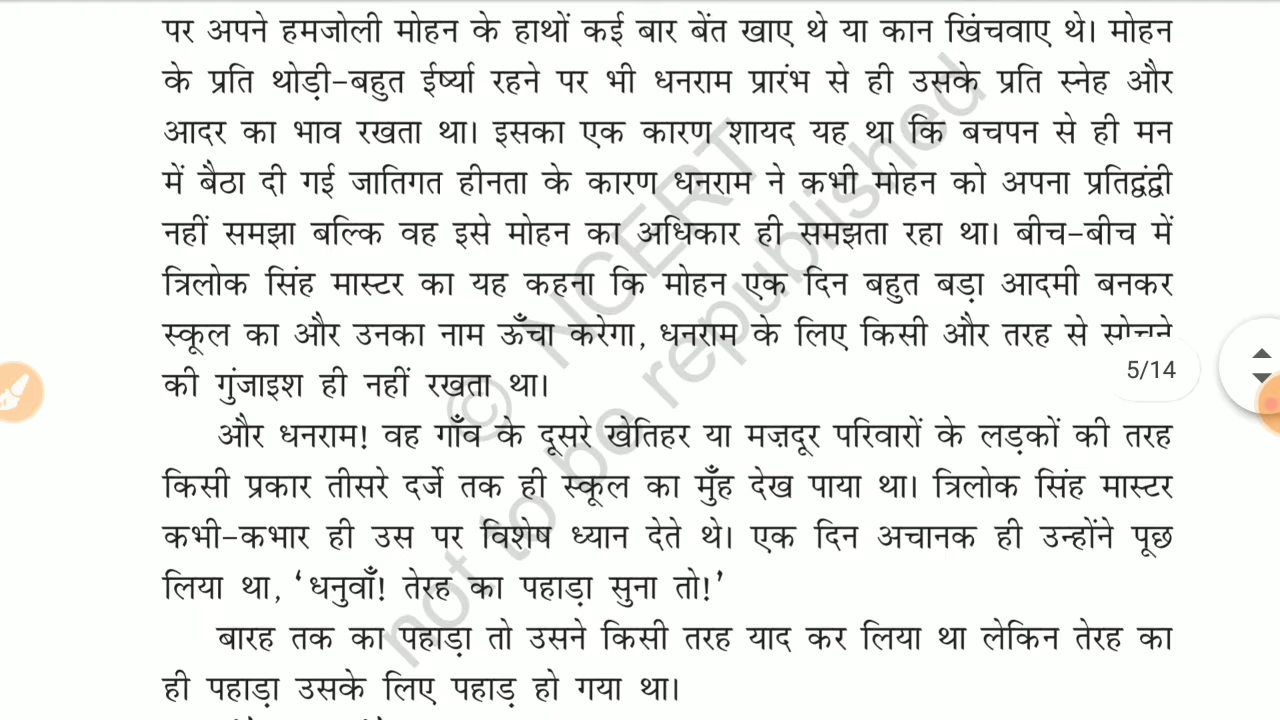 पर अपने हमजोली मोहन के हाथों कई बार बेंत खाए थे या कान खिंचवाए थे। मोहन
के प्रति थोड़ी-बहुत ईर्ष्या रहने पर भी धनराम प्रारंभ से ही उसके प्रति स्नेह और
आदर का भाव रखता था। इसका एक कारण शायद यह था कि बचपन से ही मन
में बैठा दी गई जातिगत हीनता के कारण धनराम ने कभी मोहन को अपना प्रतिद्वंद्वी
नहीं समझा बल्कि वह इसे मोहन का अधिकार ही समझता रहा था। बीच-बीच में
त्रिलोक सिंह मास्टर का यह कहना कि मोहन एक दिन बहुत बड़ा आदमी बनकर
स्कूल का और उनका नाम ऊँचा करेगा, धनराम के लिए किसी और तरह से सोचने
5/14
की गुंजाइश ही नहीं रखता था।
और धनराम! वह गाँव के दूसरे खेतिहर या मज़दूर परिवारों के लड़कों की तरह
किसी प्रकार तीसरे दर्जे तक ही स्कूल का मुँह देख पाया था। त्रिलोक सिंह मास्टर
कभी-कभार ही उस पर विशेष ध्यान देते थे। एक दिन अचानक ही उन्होंने पूछ
लिया था, ‘धनुवाँ! तेरह का पहाड़ा सुना तो!’
बारह तक का पहाड़ा तो उसने किसी तरह याद कर लिया था लेकिन तेरह का
ही पहाड़ा उसके लिए पहाड़ हो गया था।
© NCERT
not to be republished